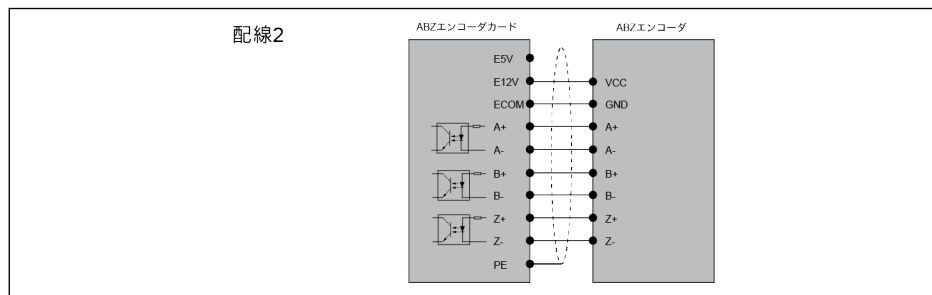 配線2
ABZエンコーダカード ABZエンコーダ
E5V
E12V VCC
ECOM GND
A+ A+
A- A-
B+ B+
B- B-
Z+ Z+
Z- Z-
PE